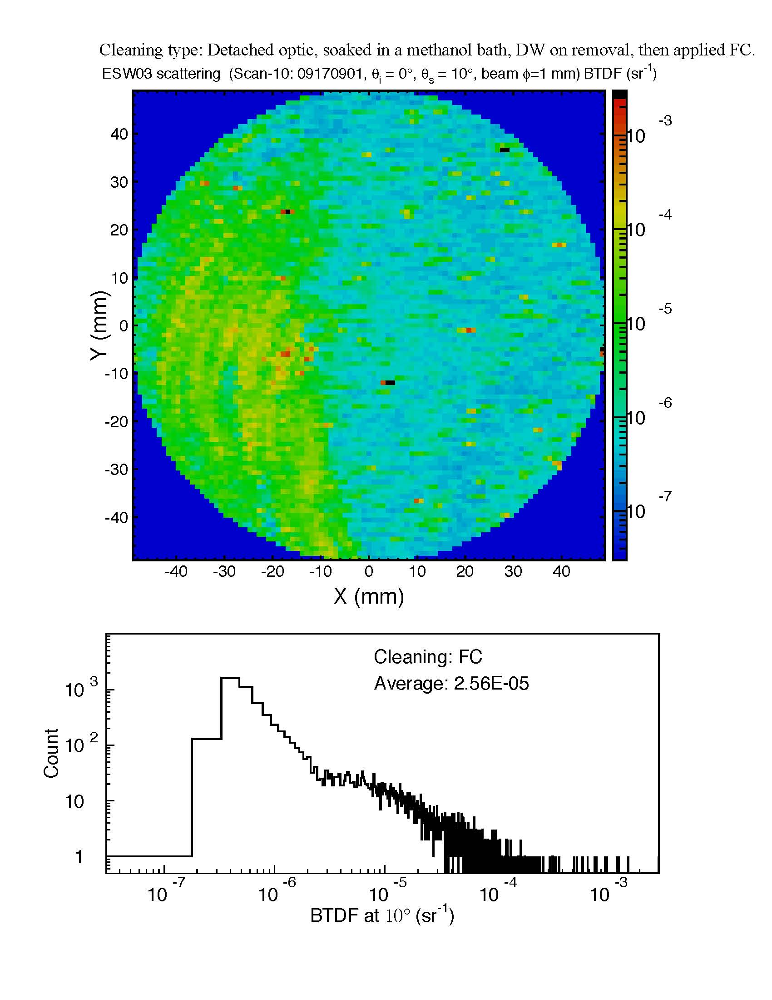 Cleaning type: Detached optic, soaked in a methanol bath, DW on removal, then applied FC.
ESW03 scattering (Scan-10: 09170901, θi = 0°, θs = 10°, beam ϕ=1 mm) BTDF (sr-1)
40
30
20
10
0
-10
-20
-30
-40
Y (mm)
-40 -30 -20 -10 0 10 20 30 40
X (mm)
10 -3
10 -4
10 -5
10 -6
10 -7
Cleaning: FC
Average: 2.56E-05
10 3
10 2
10
1
Count
10 -7 10 -6 10 -5 10 -4 10 -3
BTDF at 10° (sr-1)